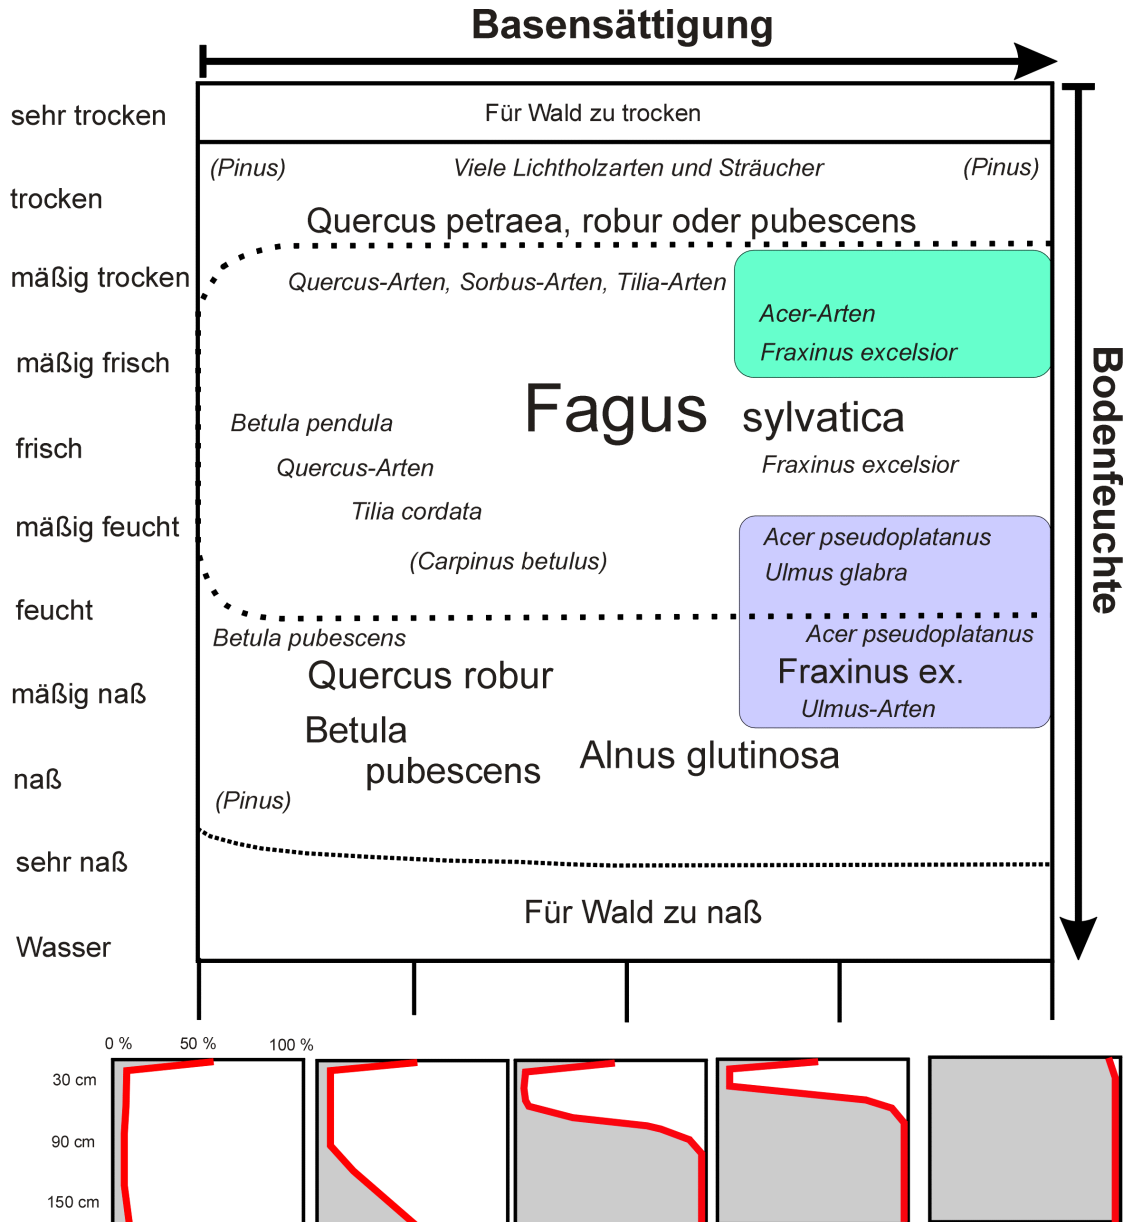 Basensättigung
sehr trocken
Für Wald zu trocken
(Pinus)
Viele Lichtholzarten und Sträucher
(Pinus)
trocken
Quercus petraea, robur oder pubescens
mäßig trocken
Quercus-Arten, Sorbus-Arten, Tilia-Arten
Acer-Arten
Fraxinus excelsior
mäßig frisch
Fagus sylvatica
Betula pendula
frisch
Quercus-Arten
Fraxinus excelsior
Tilia cordata
mäßig feucht
Acer pseudoplatanus
(Carpinus betulus)
Ulmus glabra
feucht
Betula pubescens
Acer pseudoplatanus
Quercus robur
Fraxinus ex.
mäßig naß
Ulmus-Arten
Betula
pubescens
Alnus glutinosa
naß
(Pinus)
sehr naß
Für Wald zu naß
Wasser
Bodenfeuchte
0 %
50 %
100 %
30 cm
90 cm
150 cm